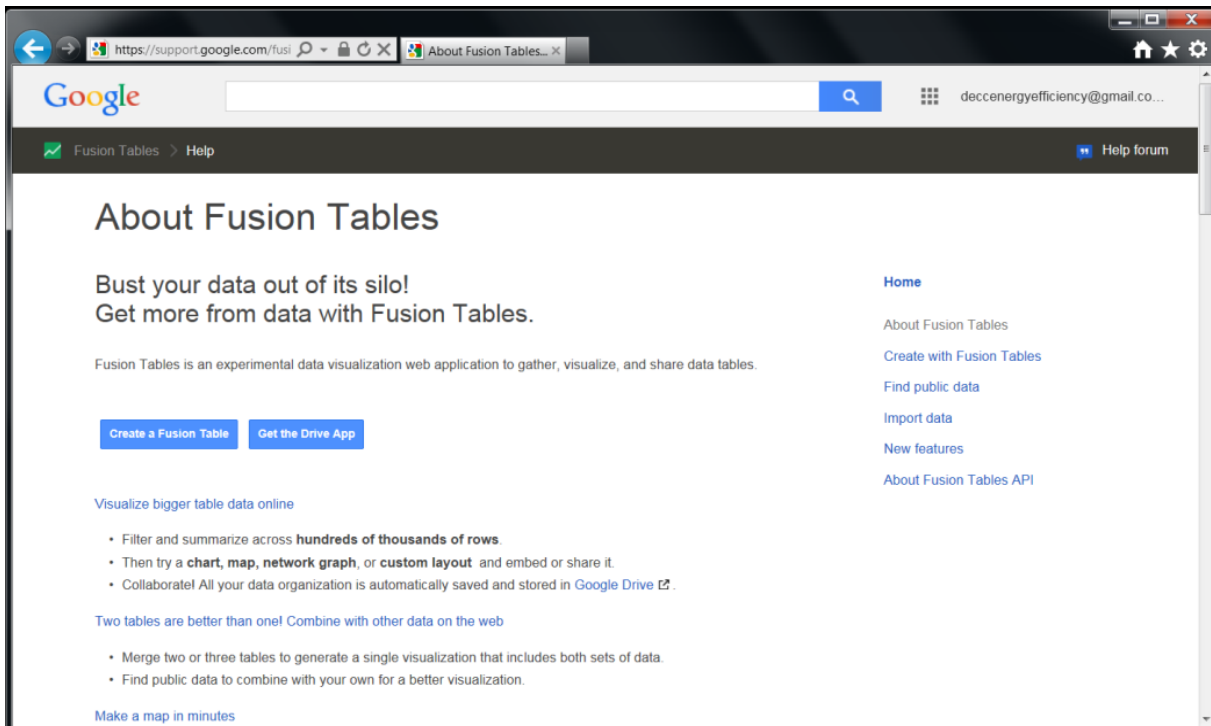 https://support.google.com/fusi
About Fusion Tables...
Google
deccenergyefficiency@gmail.co...
Fusion Tables > Help
Help forum
About Fusion Tables
Bust your data out of its silo!
Get more from data with Fusion Tables.
Fusion Tables is an experimental data visualization web application to gather, visualize, and share data tables.
Create a Fusion Table
Get the Drive App
Visualize bigger table data online
• Filter and summarize across hundreds of thousands of rows.
• Then try a chart, map, network graph, or custom layout and embed or share it.
• Collaborate! All your data organization is automatically saved and stored in Google Drive .
Two tables are better than one! Combine with other data on the web
• Merge two or three tables to generate a single visualization that includes both sets of data.
• Find public data to combine with your own for a better visualization.
Make a map in minutes
Home
About Fusion Tables
Create with Fusion Tables
Find public data
Import data
New features
About Fusion Tables API